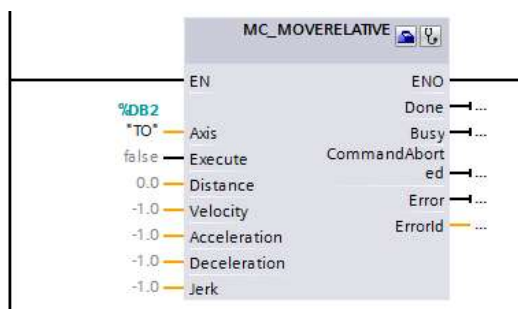 MC_MOVERELATIVE
EN ENO
%DB2 Done ...
"TO" Axis Busy ...
false Execute CommandAbort
ed ...
0.0 Distance
-1.0 Velocity Error ...
-1.0 Acceleration ErrorId ...
-1.0 Deceleration
-1.0 Jerk